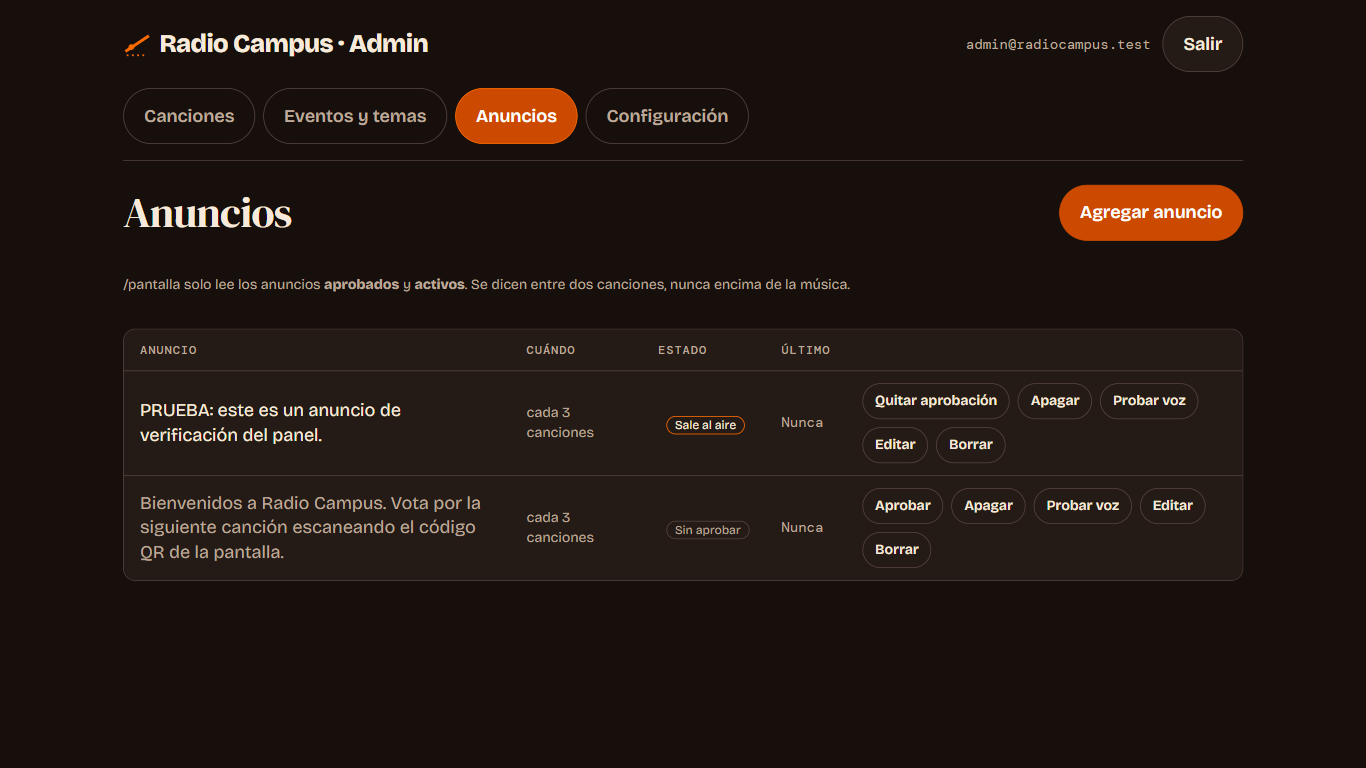 Radio Campus · Admin
admin@radiocampus.test
Salir
Canciones
Eventos y temas
Anuncios
Configuración
Anuncios
Agregar anuncio
/pantalla solo lee los anuncios aprobados y activos. Se dicen entre dos canciones, nunca encima de la música.
ANUNCIO
CUÁNDO
ESTADO
ÚLTIMO
PRUEBA: este es un anuncio de
verificación del panel.
cada 3
canciones
Sale al aire
Nunca
Quitar aprobación
Apagar
Probar voz
Editar
Borrar
Bienvenidos a Radio Campus. Vota por la
siguiente canción escaneando el código
QR de la pantalla.
cada 3
canciones
Sin aprobar
Nunca
Aprobar
Apagar
Probar voz
Editar
Borrar